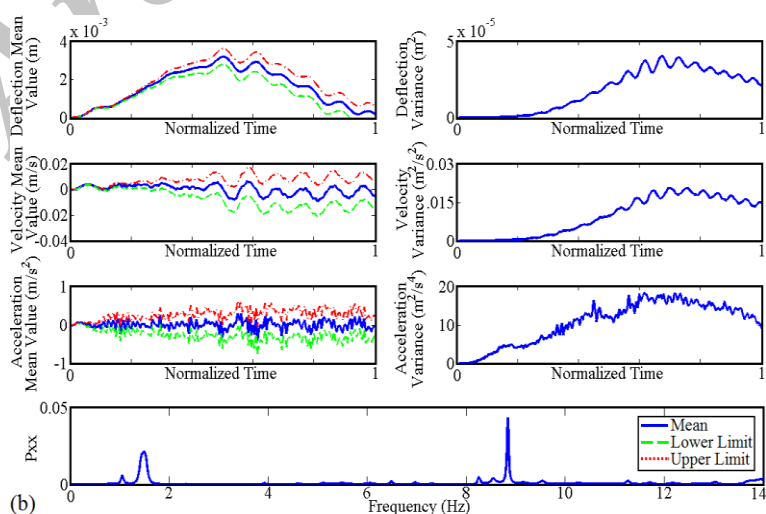 x 10⁻³
4
2
0
Deflection Mean
Value (m)
0 Normalized Time 1
x 10⁻⁵
5
0
Deflection
Variance (m²)
0 Normalized Time 1
0.02
0
-0.02
-0.04
Velocity Mean
Value (m/s)
0 Normalized Time 1
0.03
0.015
0
Velocity
Variance (m²/s²)
0 Normalized Time 1
1
0
-1
Acceleration
Mean Value (m/s²)
0 Normalized Time 1
20
10
0
Acceleration
Variance (m²/s⁴)
0 Normalized Time 1
0.05
0
Pxx
Mean
Lower Limit
Upper Limit
0 2 4 6 8 10 12 14
Frequency (Hz)
(b)